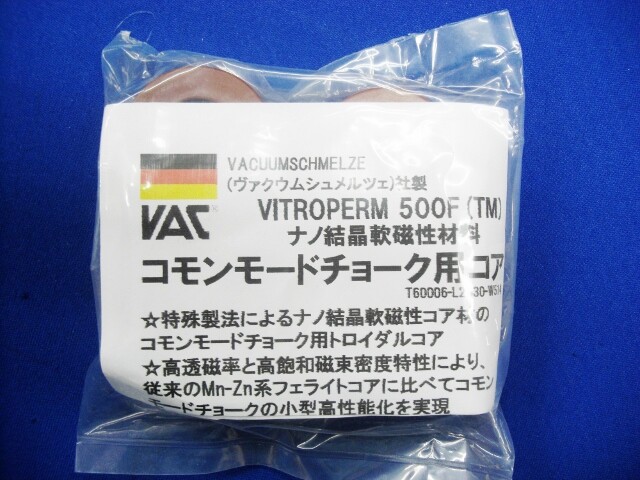 VACUUMSCHMELZE
(ヴァクウムシュメルツェ)社製
VAC
VITROPERM 500F (TM)
ナノ結晶軟磁性材料
コモンモードチョーク用コア
☆特殊製法によるナノ結晶軟磁性コア材の
コモンモードチョーク用トロイダルコア
☆高透磁率と高飽和磁束密度特性により、
従来のMn-Zn系フェライトコアに比べてコモン
モードチョークの小型高性能化を実現